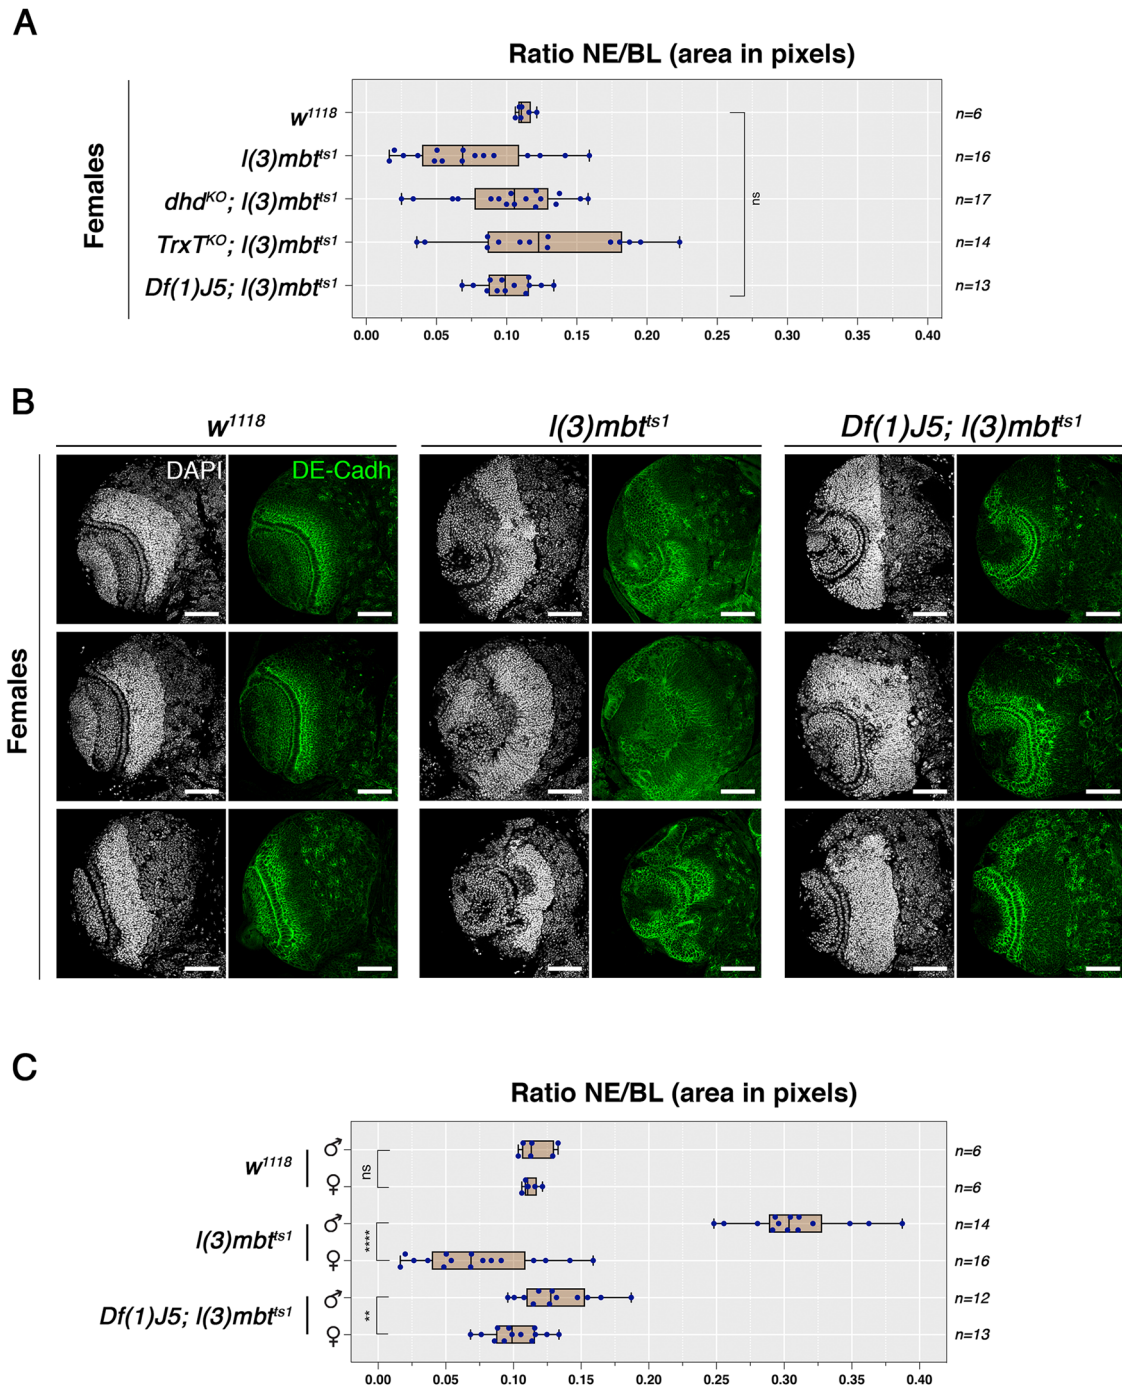 A
Ratio NE/BL (area in pixels)
Females
w1118
l(3)mbtts1
dhdKO; l(3)mbtts1
TrxTKO; l(3)mbtts1
Df(1)J5; l(3)mbtts1
ns
n=6
n=16
n=17
n=14
n=13
0.00 0.05 0.10 0.15 0.20 0.25 0.30 0.35 0.40
B
w1118 l(3)mbtts1 Df(1)J5; l(3)mbtts1
DAPI DE-Cadh
Females
C
Ratio NE/BL (area in pixels)
w1118 ♂ ns n=6
♀ n=6
l(3)mbtts1 ♂ **** n=14
♀ n=16
Df(1)J5; l(3)mbtts1 ♂ ** n=12
♀ n=13
0.00 0.05 0.10 0.15 0.20 0.25 0.30 0.35 0.40